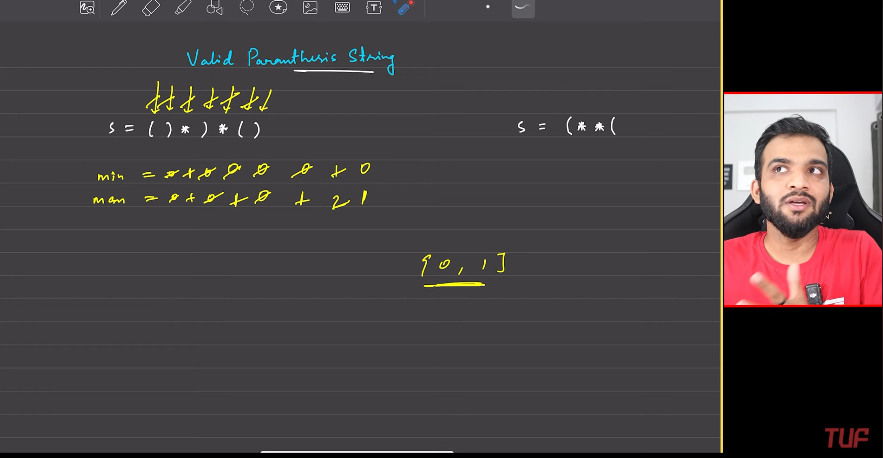 Valid Paranthesis String
s = ( ) * ) * ( )
s = ( * * (
min = 0 1 0 0 0 0 1 0
max = 0 1 0 1 0 1 2 1
[0, 1]
TUF